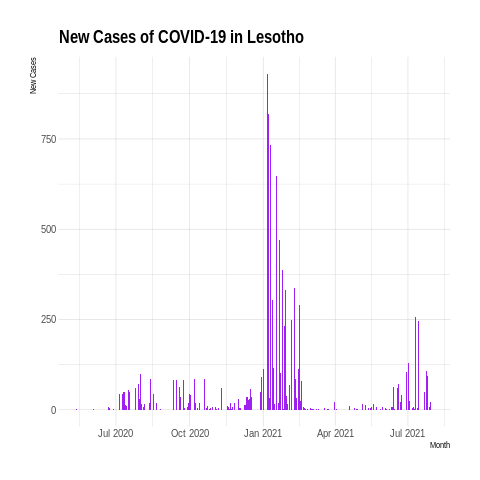 New Cases of COVID-19 in Lesotho
New Cases
750
500
250
0
Jul 2020 Oct 2020 Jan 2021 Apr 2021 Jul 2021
Month